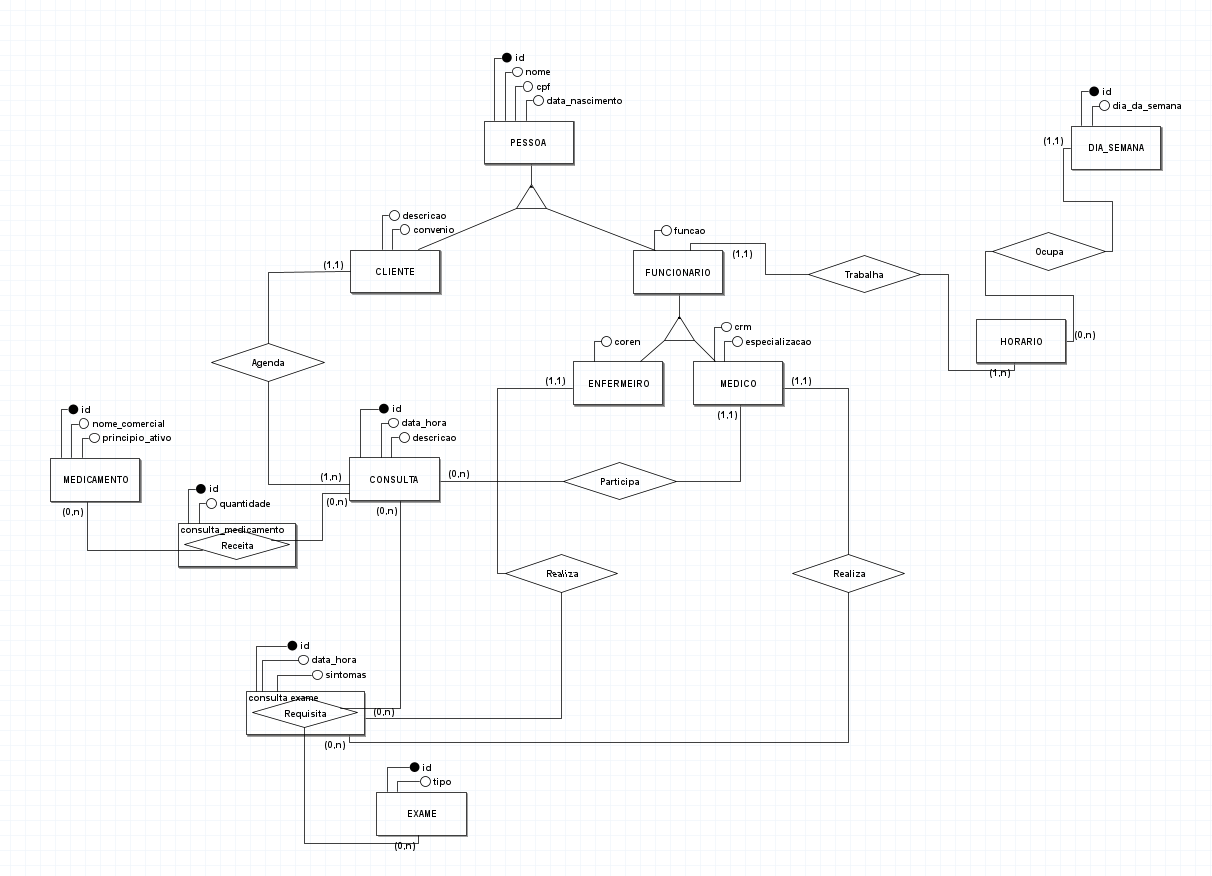 id
nome
cpf
data_nascimento
PESSOA
id
dia_da_semana
(1,1)
DIA_SEMANA
descricao
convenio
(1,1)
CLIENTE
funcao
FUNCIONARIO
(1,1)
Trabalha
Ocupa
HORARIO
(0,n)
(1,n)
Agenda
coren
crm
especializacao
(1,1)
ENFERMEIRO
MEDICO
(1,1)
(1,1)
id
nome_comercial
principio_ativo
MEDICAMENTO
(0,n)
id
data_hora
descricao
(1,n)
CONSULTA
(0,n)
(0,n)
(0,n)
Participa
id
quantidade
consulta_medicamento
Receita
Realiza
Realiza
id
data_hora
sintomas
consulta exame
Requisita
(0,n)
(0,n)
id
tipo
EXAME
(0,n)